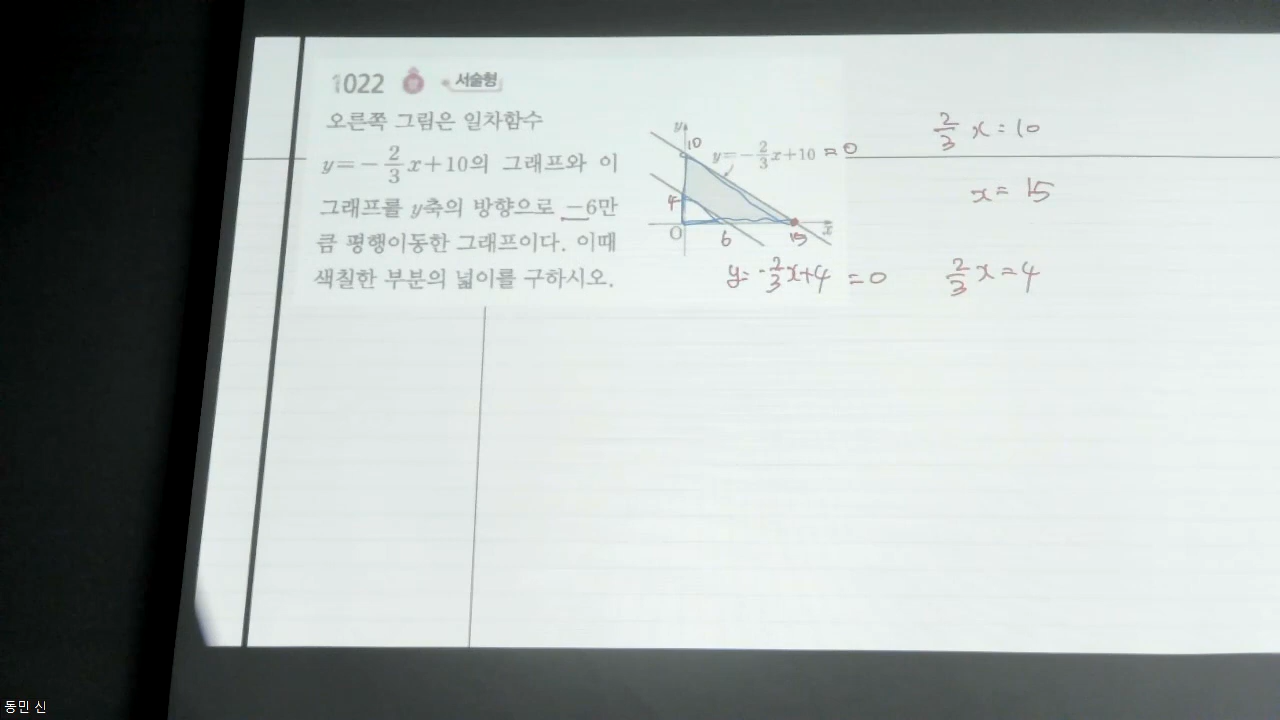 1022 서술형
오른쪽 그림은 일차함수
y=-2/3x+10의 그래프와 이
그래프를 y축의 방향으로 -6만
큼 평행이동한 그래프이다. 이때
색칠한 부분의 넓이를 구하시오.
y
10
y=-2/3x+10 = 0
4
O
6
15
x
y=-2/3x+4 = 0
2/3 x = 10
x = 15
2/3 x = 4
동민 신